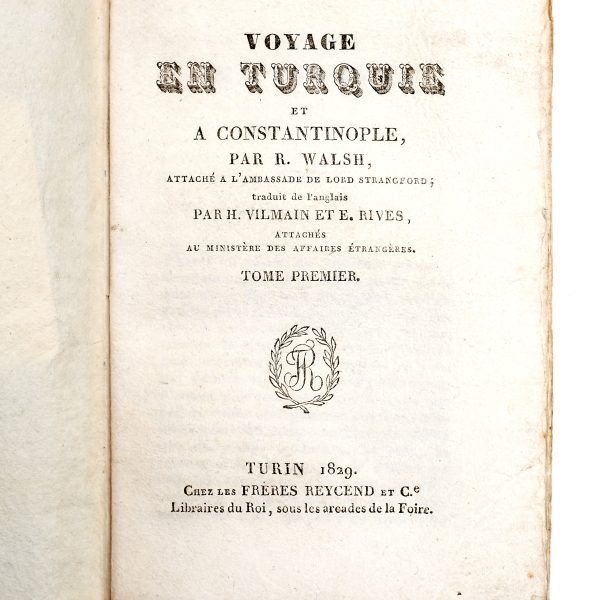 VOYAGE
EN TURQUIE
ET
A CONSTANTINOPLE,
PAR R. WALSH,
ATTACHÉ A L'AMBASSADE DE LORD STRANGFORD;
traduit de l'anglais
PAR H. VILMAIN ET E. RIVES,
ATTACHÉS
AU MINISTÈRE DES AFFAIRES ÉTRANGÈRES.
TOME PREMIER.
TURIN 1829.
CHEZ LES FRÈRES REYCEND ET C.e
Libraires du Roi, sous les arcades de la Foire.